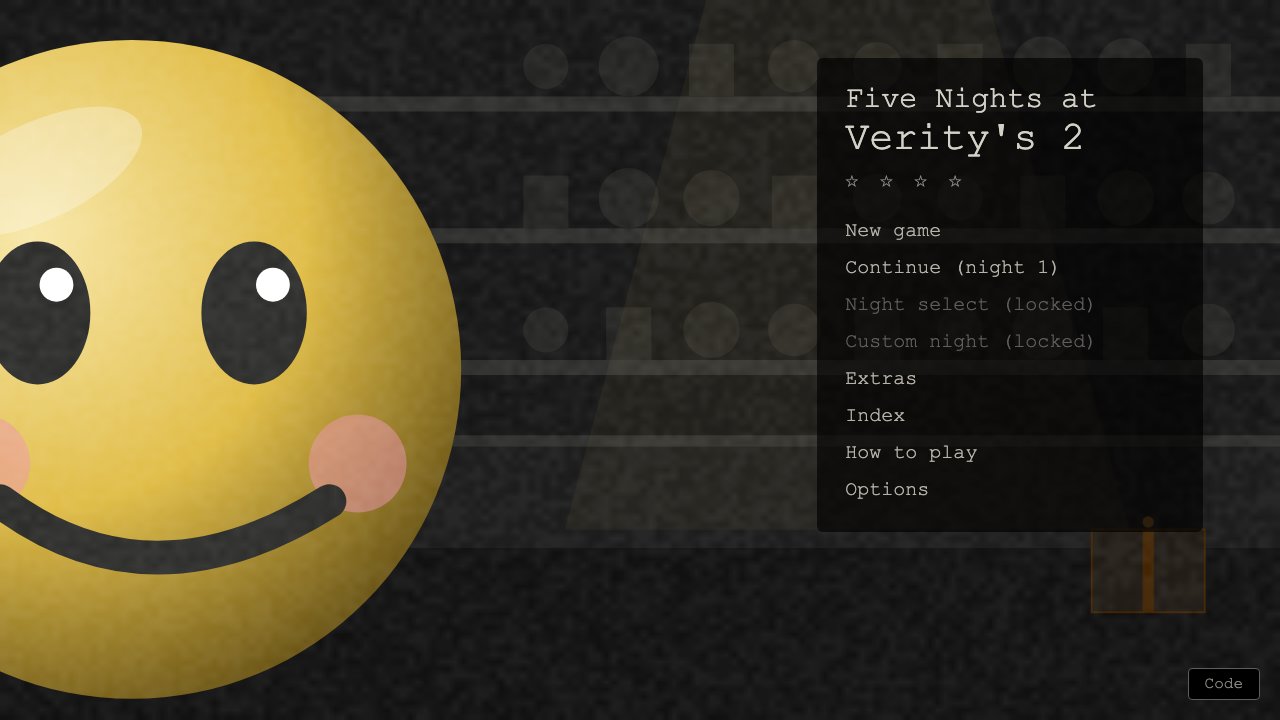 Five Nights at
Verity's 2
☆ ☆ ☆ ☆
New game
Continue (night 1)
Night select (locked)
Custom night (locked)
Extras
Index
How to play
Options
Code